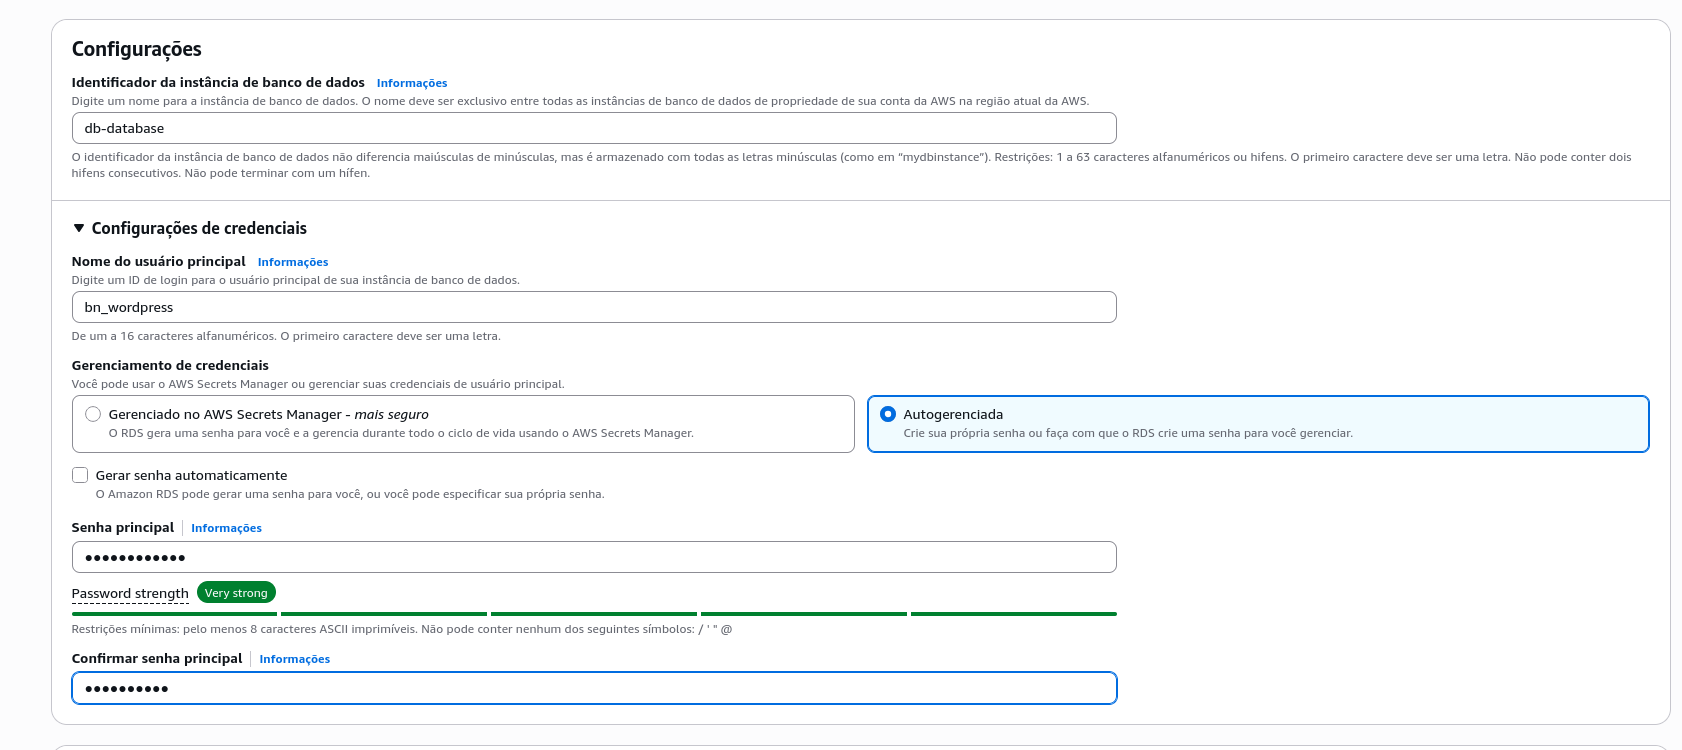 Configurações
Identificador da instância de banco de dados Informações
Digite um nome para a instância de banco de dados. O nome deve ser exclusivo entre todas as instâncias de banco de dados de propriedade de sua conta da AWS na região atual da AWS.
db-database
O identificador da instância de banco de dados não diferencia maiúsculas de minúsculas, mas é armazenado com todas as letras minúsculas (como em “mydbinstance”). Restrições: 1 a 63 caracteres alfanuméricos ou hifens. O primeiro caractere deve ser uma letra. Não pode conter dois
hifens consecutivos. Não pode terminar com um hífen.
Configurações de credenciais
Nome do usuário principal Informações
Digite um ID de login para o usuário principal de sua instância de banco de dados.
bn_wordpress
De um a 16 caracteres alfanuméricos. O primeiro caractere deve ser uma letra.
Gerenciamento de credenciais
Você pode usar o AWS Secrets Manager ou gerenciar suas credenciais de usuário principal.
Gerenciado no AWS Secrets Manager - mais seguro
O RDS gera uma senha para você e a gerencia durante todo o ciclo de vida usando o AWS Secrets Manager.
Autogerenciada
Crie sua própria senha ou faça com que o RDS crie uma senha para você gerenciar.
Gerar senha automaticamente
O Amazon RDS pode gerar uma senha para você, ou você pode especificar sua própria senha.
Senha principal Informações
••••••••••••
Password strength Very strong
Restrições mínimas: pelo menos 8 caracteres ASCII imprimíveis. Não pode conter nenhum dos seguintes símbolos: / ' " @
Confirmar senha principal Informações
••••••••••